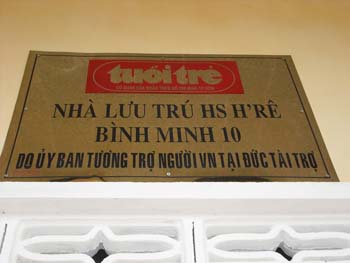 tuổi trẻ
NHÀ LƯU TRÚ HS H'RÊ
BÌNH MINH 10
DO ỦY BAN TƯƠNG TRỢ NGƯỜI VN TẠI ĐỨC TÀI TRỢ